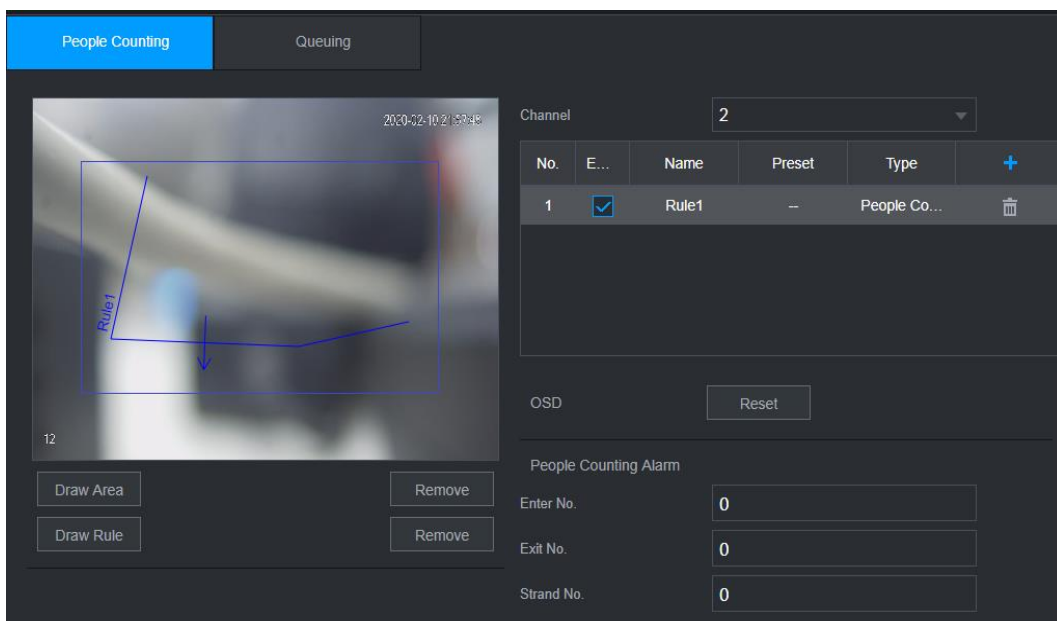 People Counting
Queuing
2020-02-10 21:57:48
Channel
2
No. E... Name Preset Type +
1 Rule1 -- People Co...
Rule1
12
OSD
Reset
People Counting Alarm
Draw Area
Remove
Enter No.
0
Draw Rule
Remove
Exit No.
0
Strand No.
0